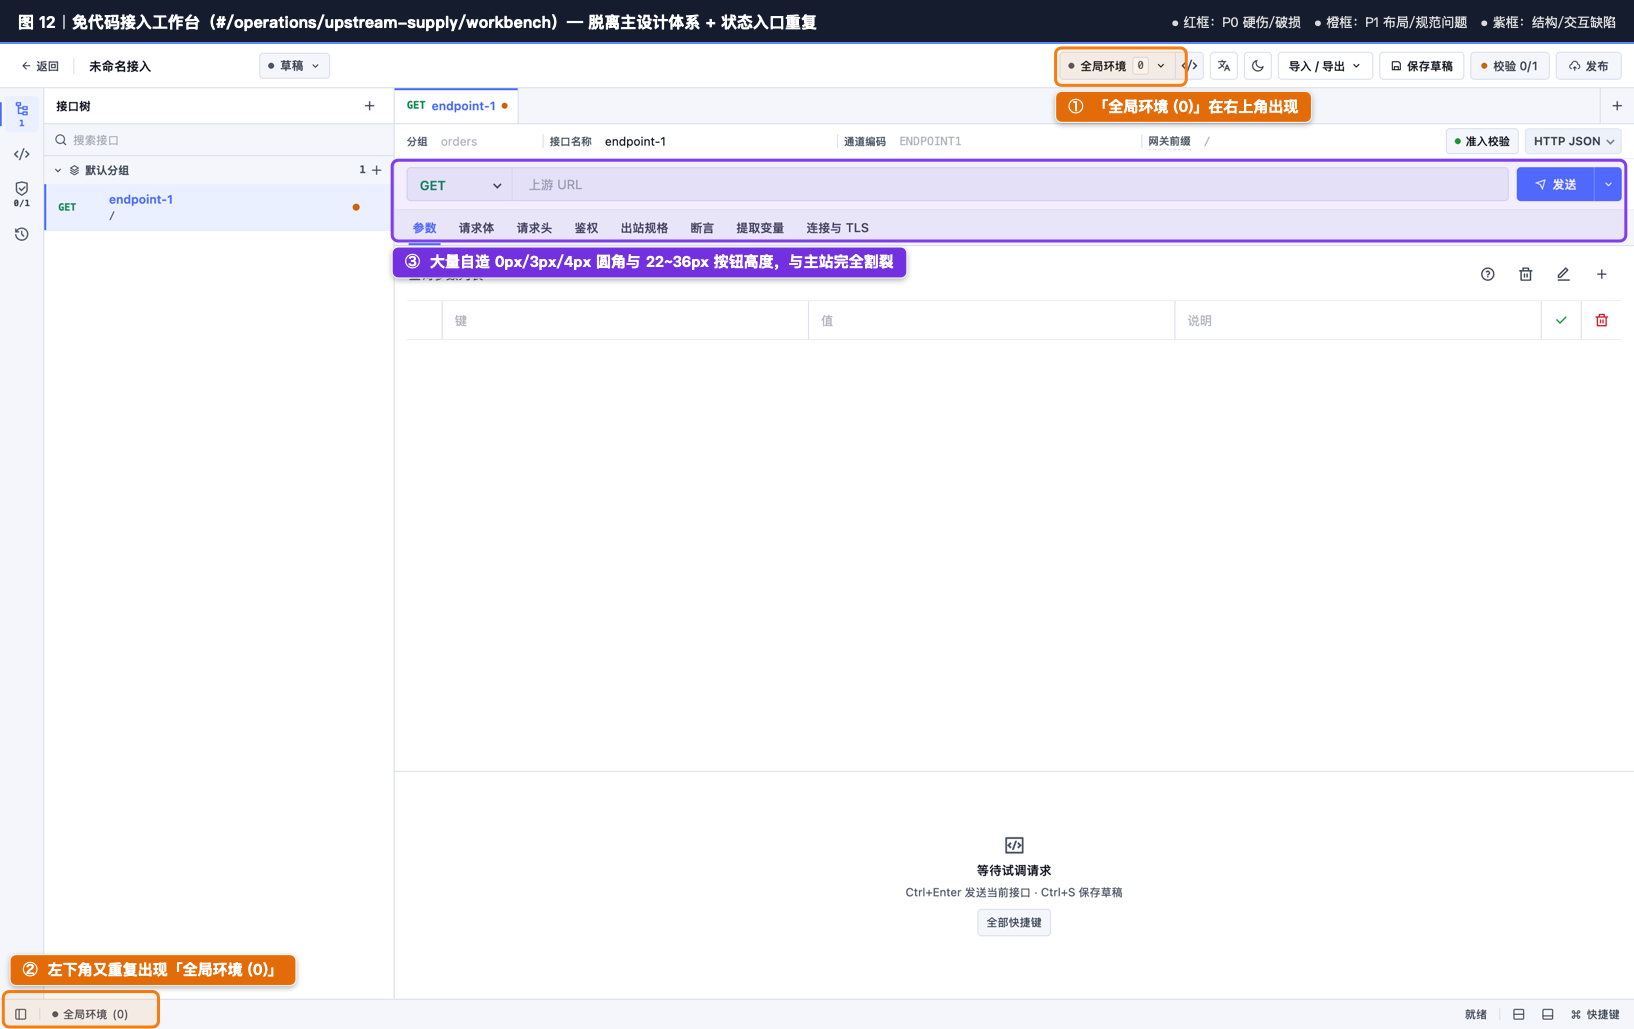 图 12｜免代码接入工作台（#/operations/upstream-supply/workbench）— 脱离主设计体系 + 状态入口重复
● 红框：P0 硬伤/破损 ● 橙框：P1 布局/规范问题 ● 紫框：结构/交互缺陷
返回
未命名接入
草稿
全局环境 0
导入 / 导出
保存草稿
校验 0/1
发布
① 「全局环境 (0)」在右上角出现
1
0/1
接口树
搜索接口
默认分组 1
GET endpoint-1
/
GET endpoint-1
分组 orders
接口名称 endpoint-1
通道编码 ENDPOINT1
网关前缀 /
准入校验
HTTP JSON
GET
上游 URL
发送
参数 请求体 请求头 鉴权 出站规格 断言 提取变量 连接与 TLS
③ 大量自造 0px/3px/4px 圆角与 22~36px 按钮高度，与主站完全割裂
键 值 说明
等待试调请求
Ctrl+Enter 发送当前接口 · Ctrl+S 保存草稿
全部快捷键
② 左下角又重复出现「全局环境 (0)」
全局环境 (0)
就绪
⌘ 快捷键